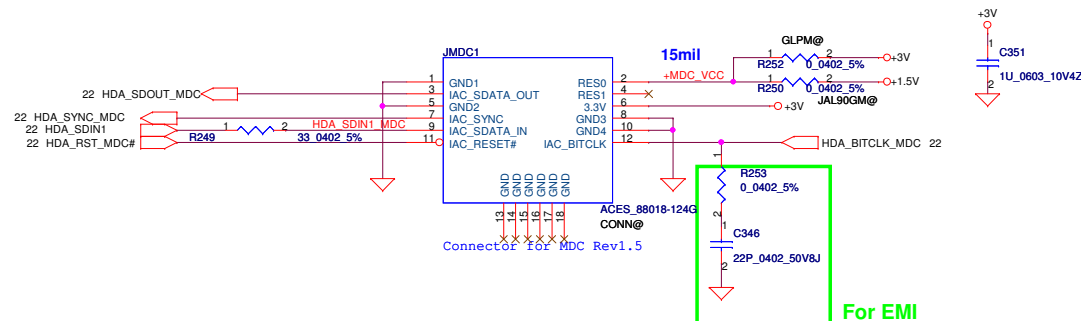 +3V
JMDC1
GLPM@
15mil
1 2
R252 0_0402_5%
+3V
1
C351
1U_0603_10V4Z
2
+MDC_VCC
1 2
R250 0_0402_5%
+1.5V
JAL90GM@
1 GND1 RES0 2
22 HDA_SDOUT_MDC
3 IAC_SDATA_OUT RES1 4
5 GND2 3.3V 6
+3V
22 HDA_SYNC_MDC
7 IAC_SYNC GND3 8
22 HDA_SDIN1
1 2
HDA_SDIN1_MDC
9 IAC_SDATA_IN GND4 10
22 HDA_RST_MDC#
R249 33_0402_5%
11 IAC_RESET# IAC_BITCLK 12
HDA_BITCLK_MDC 22
GND GND GND GND GND GND
13 14 15 16 17 18
ACES_88018-124G
CONN@
Connector for MDC Rev1.5
1
R253
0_0402_5%
2
1
C346
22P_0402_50V8J
2
For EMI